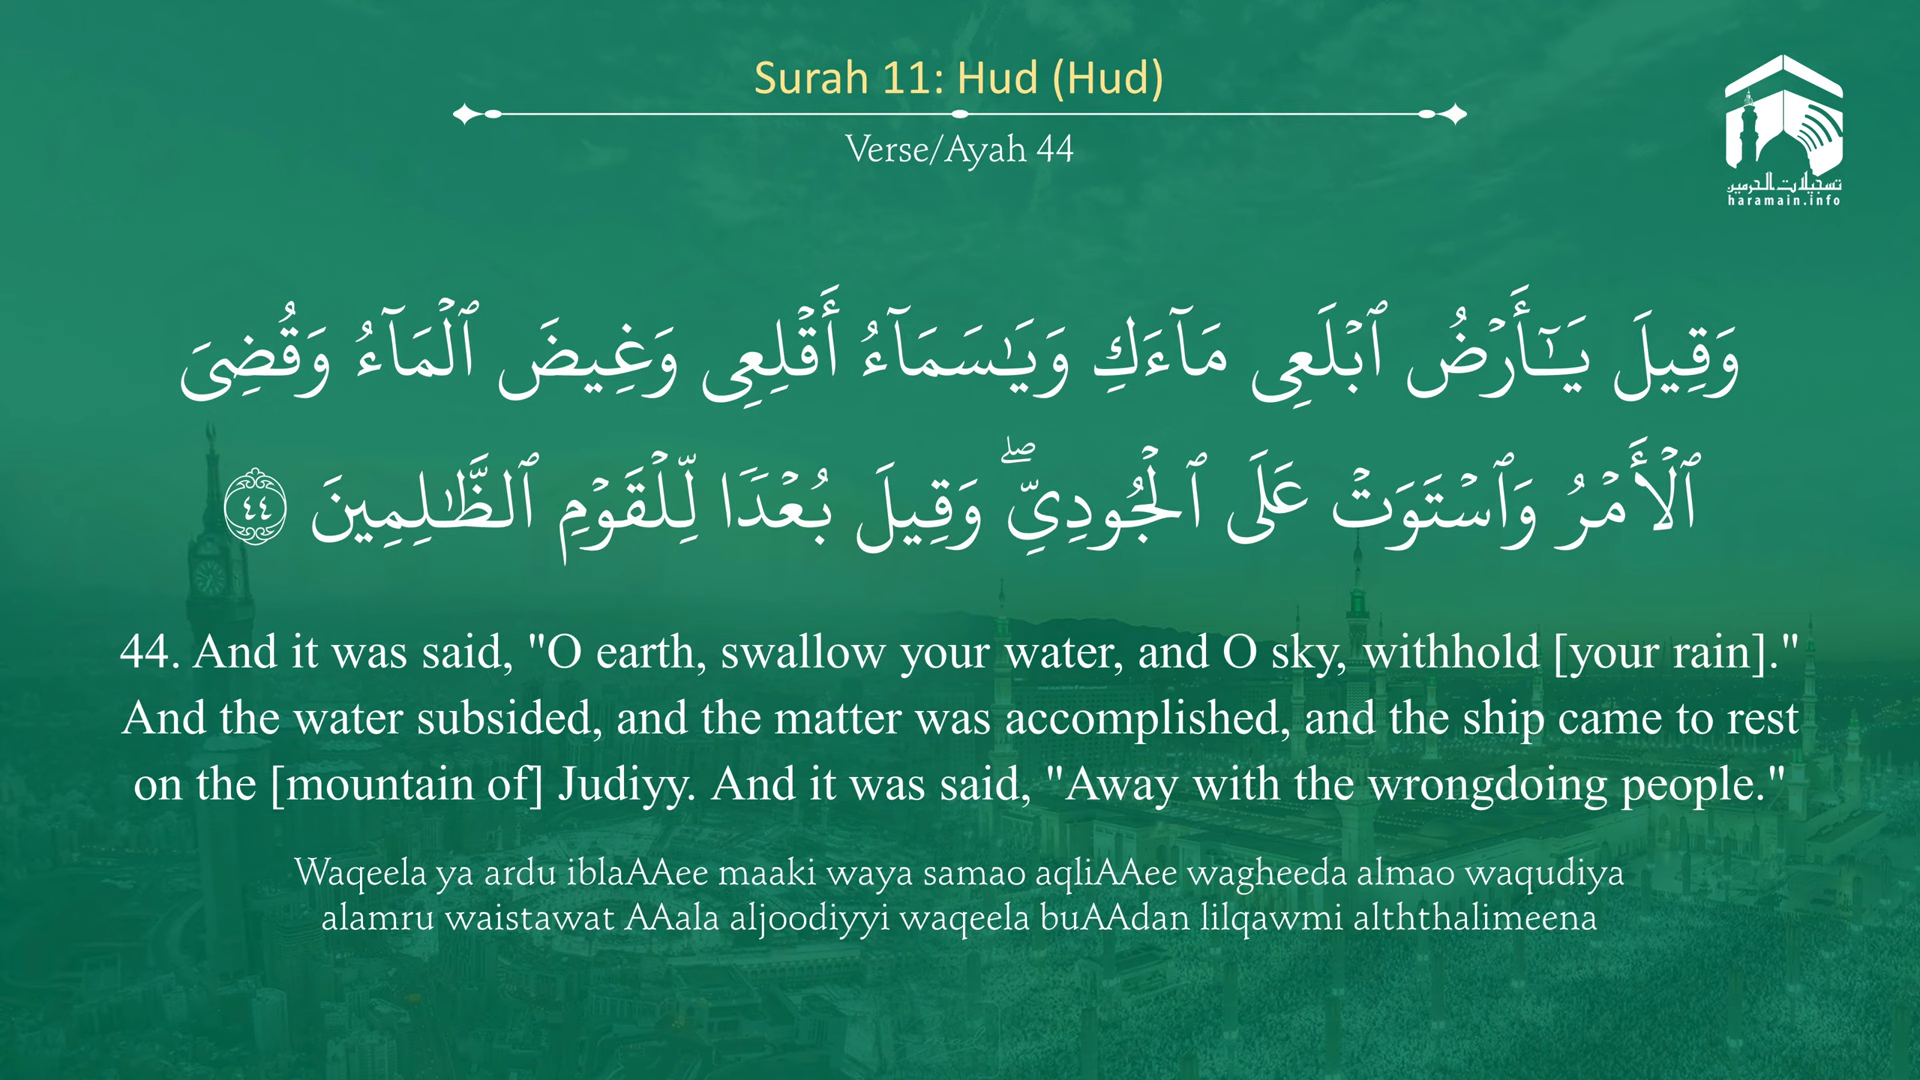 Surah 11: Hud (Hud)
Verse/Ayah 44
تسجيلات الحرمين
haramain.info
وَقِيلَ يَـٰٓأَرْضُ ٱبْلَعِى مَآءَكِ وَيَـٰسَمَآءُ أَقْلِعِى وَغِيضَ ٱلْمَآءُ وَقُضِىَ
ٱلْأَمْرُ وَٱسْتَوَتْ عَلَى ٱلْجُودِىِّ ۖ وَقِيلَ بُعْدًا لِّلْقَوْمِ ٱلظَّـٰلِمِينَ ٤٤
44. And it was said, "O earth, swallow your water, and O sky, withhold [your rain]."
And the water subsided, and the matter was accomplished, and the ship came to rest
on the [mountain of] Judiyy. And it was said, "Away with the wrongdoing people."
Waqeela ya ardu iblaAAee maaki waya samao aqliAAee wagheeda almao waqudiya
alamru waistawat AAala aljoodiyyi waqeela buAAdan lilqawmi alththalimeena